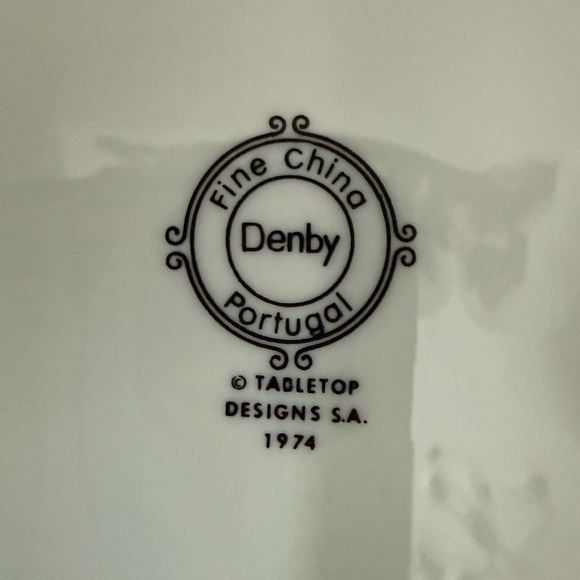 Fine China
Denby
Portugal
© TABLETOP
DESIGNS S.A.
1974